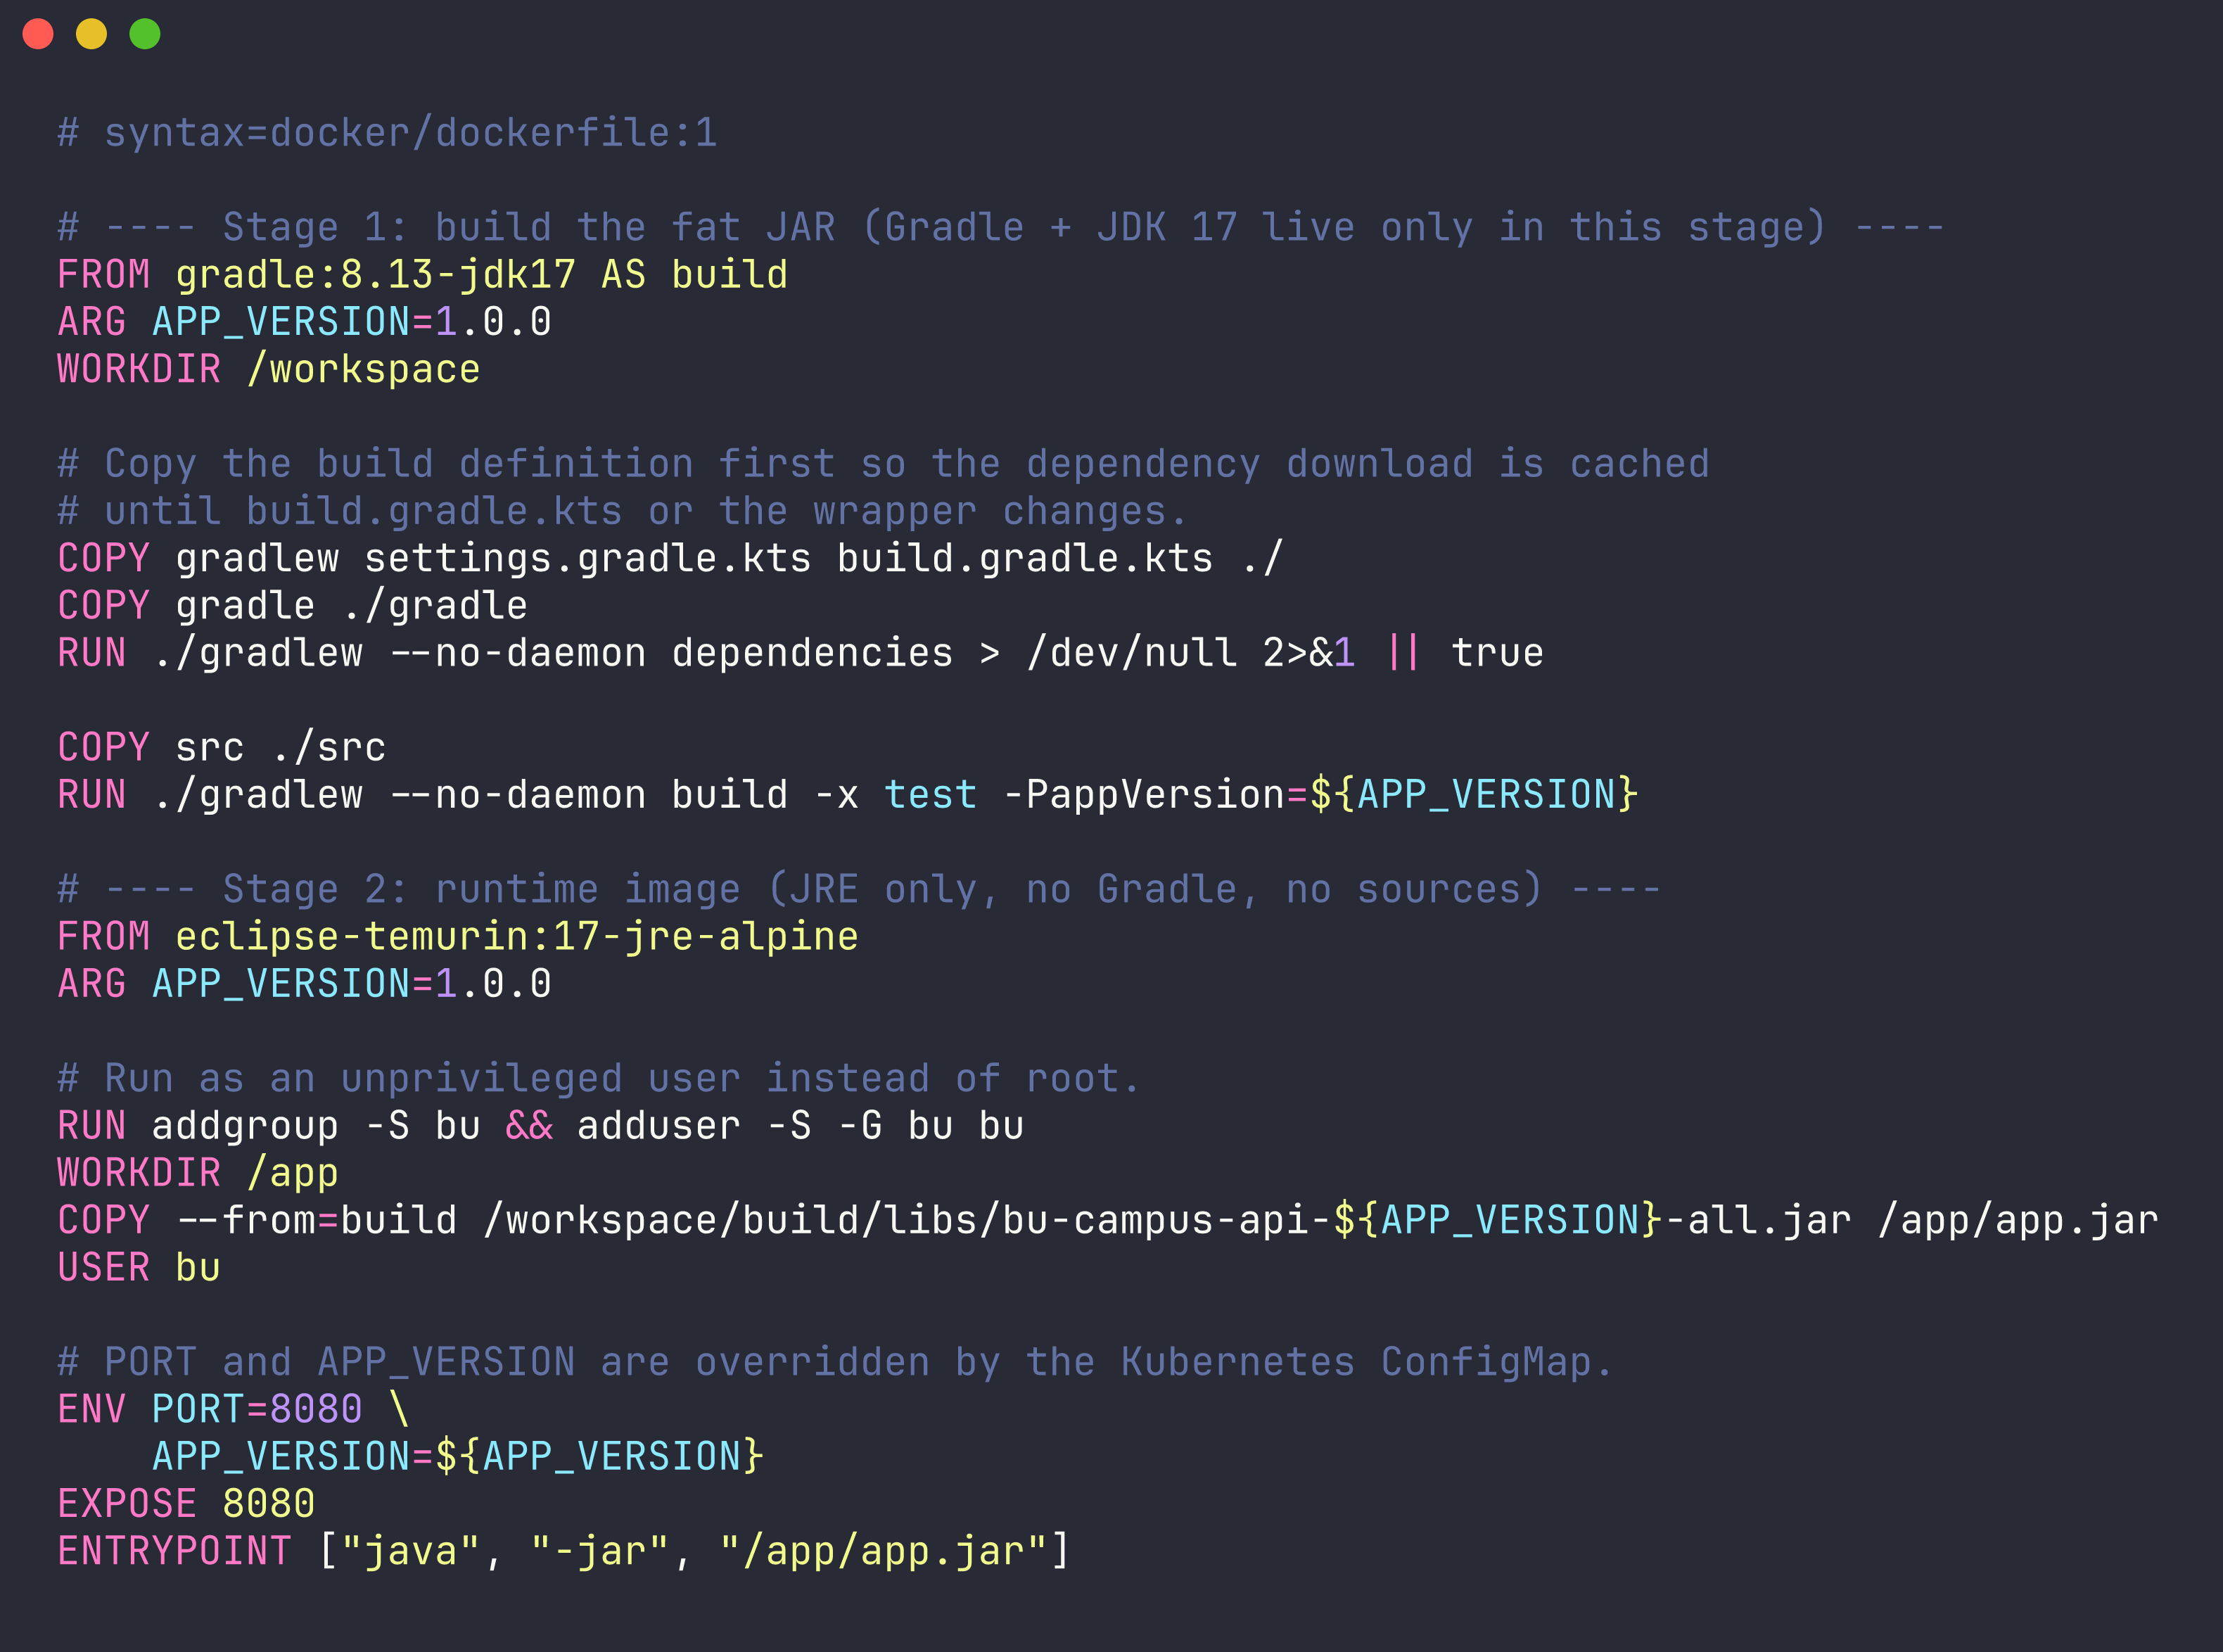 # syntax=docker/dockerfile:1

# ---- Stage 1: build the fat JAR (Gradle + JDK 17 live only in this stage) ----
FROM gradle:8.13-jdk17 AS build
ARG APP_VERSION=1.0.0
WORKDIR /workspace

# Copy the build definition first so the dependency download is cached
# until build.gradle.kts or the wrapper changes.
COPY gradlew settings.gradle.kts build.gradle.kts ./
COPY gradle ./gradle
RUN ./gradlew --no-daemon dependencies > /dev/null 2>&1 || true

COPY src ./src
RUN ./gradlew --no-daemon build -x test -PappVersion=${APP_VERSION}

# ---- Stage 2: runtime image (JRE only, no Gradle, no sources) ----
FROM eclipse-temurin:17-jre-alpine
ARG APP_VERSION=1.0.0

# Run as an unprivileged user instead of root.
RUN addgroup -S bu && adduser -S -G bu bu
WORKDIR /app
COPY --from=build /workspace/build/libs/bu-campus-api-${APP_VERSION}-all.jar /app/app.jar
USER bu

# PORT and APP_VERSION are overridden by the Kubernetes ConfigMap.
ENV PORT=8080 \
    APP_VERSION=${APP_VERSION}
EXPOSE 8080
ENTRYPOINT ["java", "-jar", "/app/app.jar"]